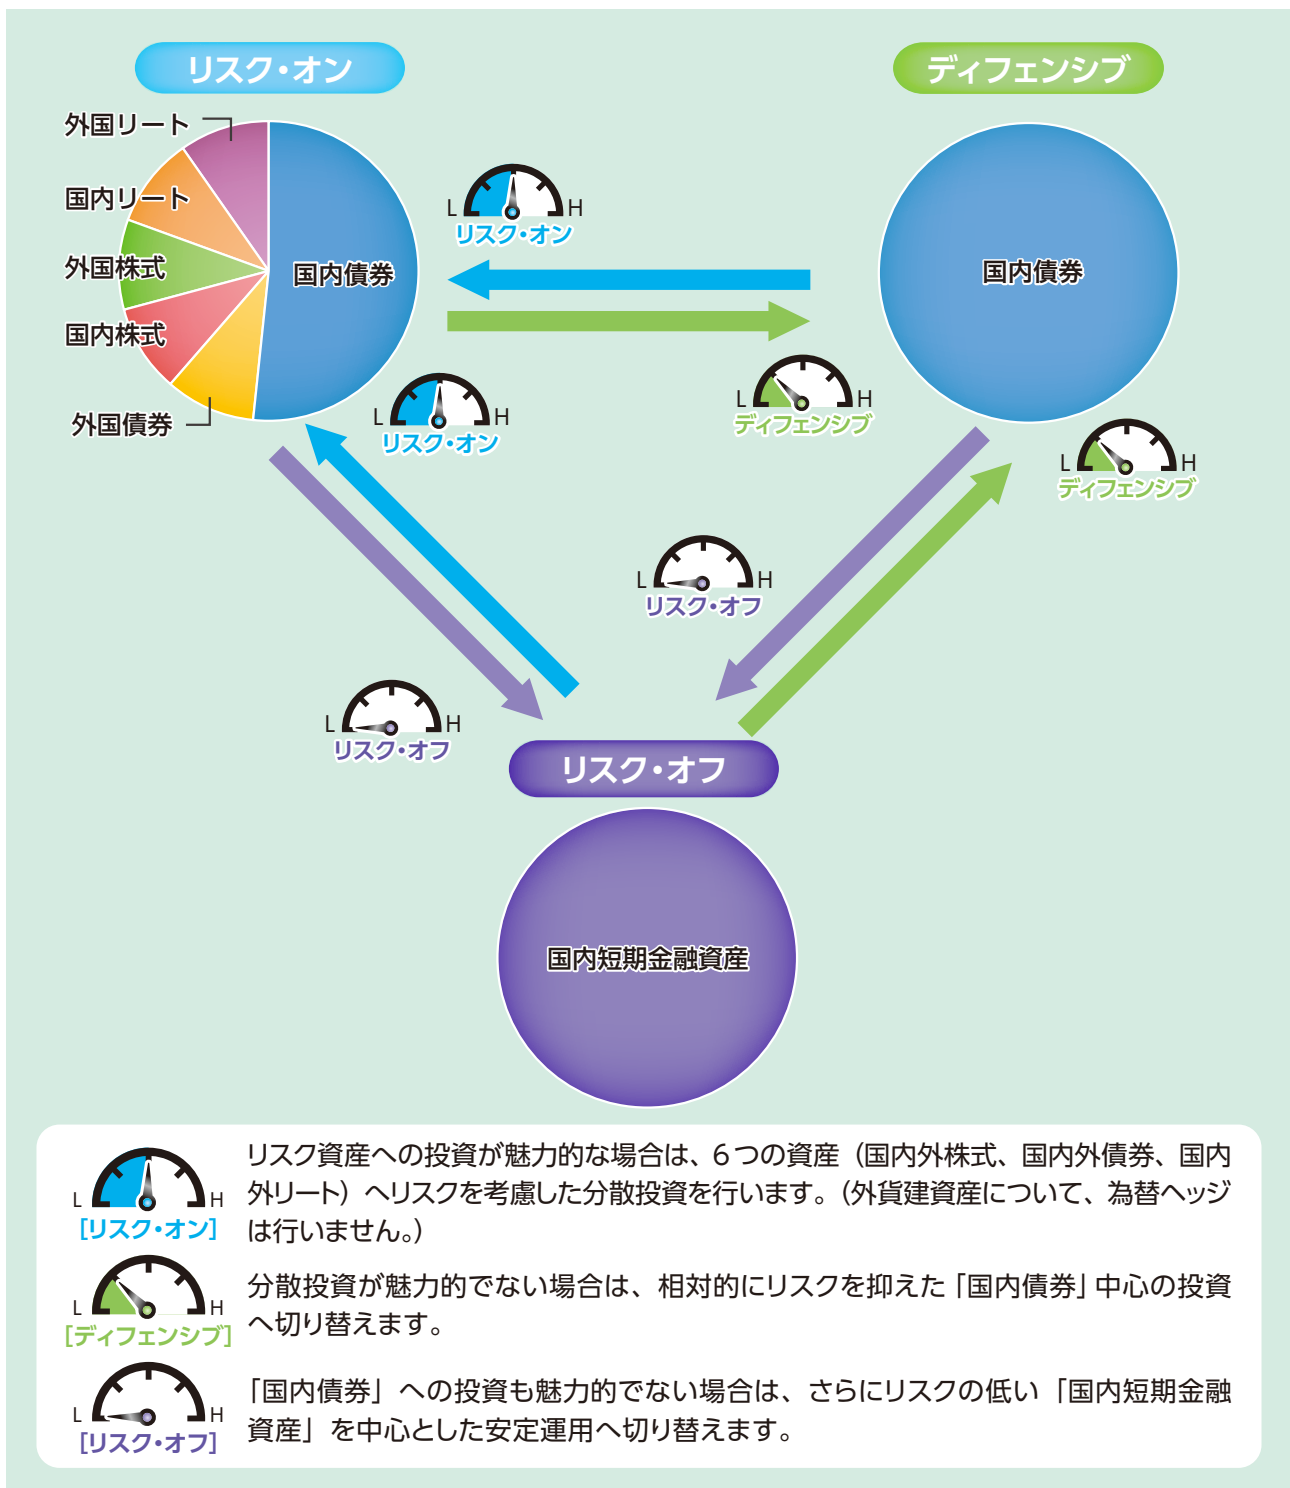 リスク・オン
ディフェンシブ
外国リート
国内リート
外国株式
国内株式
外国債券
国内債券
L H
リスク・オン
国内債券
L H
リスク・オン
L H
ディフェンシブ
L H
ディフェンシブ
L H
リスク・オフ
L H
リスク・オフ
リスク・オフ
国内短期金融資産
L H
[リスク・オン]
リスク資産への投資が魅力的な場合は、6つの資産（国内外株式、国内外債券、国内
外リート）へリスクを考慮した分散投資を行います。（外貨建資産について、為替ヘッジ
は行いません。）
L H
[ディフェンシブ]
分散投資が魅力的でない場合は、相対的にリスクを抑えた「国内債券」中心の投資
へ切り替えます。
L H
[リスク・オフ]
「国内債券」への投資も魅力的でない場合は、さらにリスクの低い「国内短期金融
資産」を中心とした安定運用へ切り替えます。